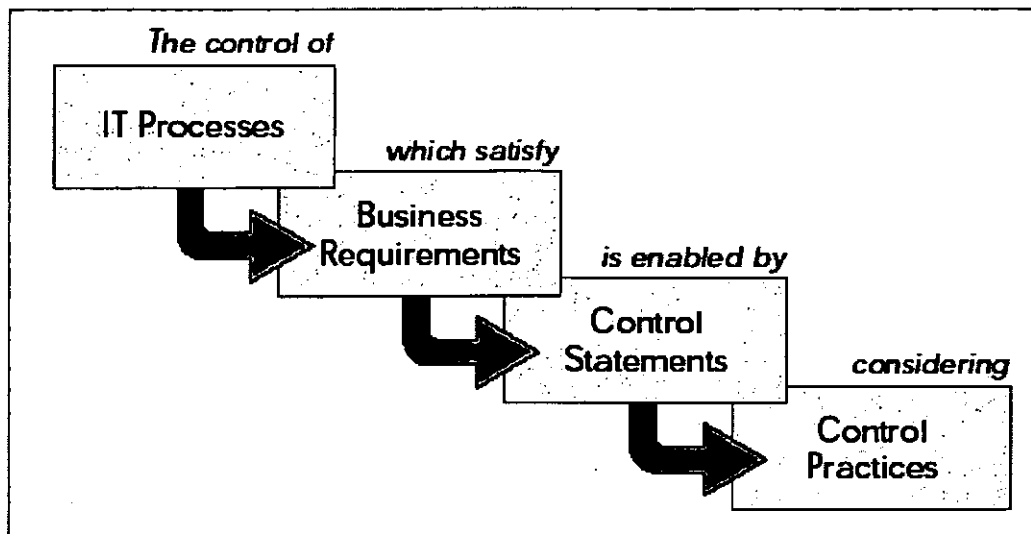 The control of
IT Processes
which satisfy
Business
Requirements
is enabled by
Control
Statements
considering
Control
Practices